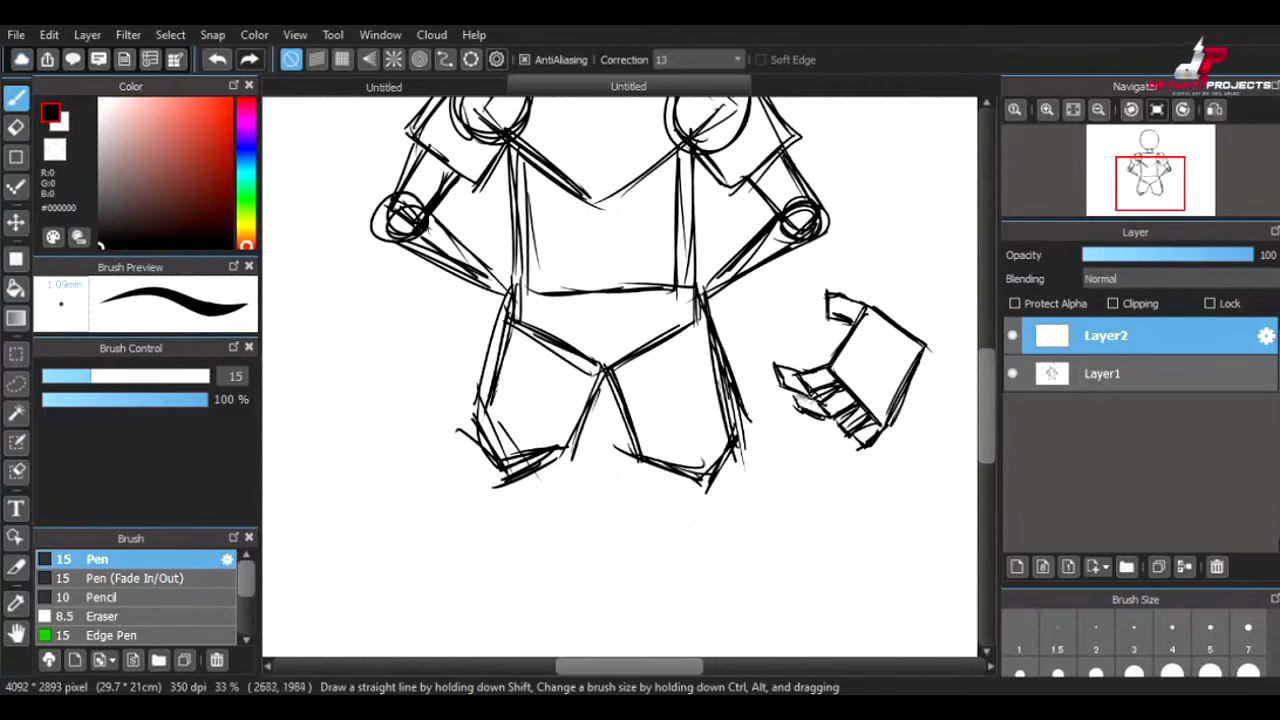 File Edit Layer Filter Select Snap Color View Tool Window Cloud Help
AntiAliasing Correction 13 Soft Edge
PROJECTS
Color
Untitled
Untitled
Navigator
R:0
G:0
B:0
#000000
Layer
Opacity 100
Brush Preview
Blending Normal
1.09mm
Protect Alpha Clipping Lock
Layer2
Brush Control
15
Layer1
100 %
Brush
15 Pen
15 Pen (Fade In/Out)
10 Pencil
8.5 Eraser
15 Edge Pen
Brush Size
1 1.5 2 3 4 5 7
4092 * 2893 pixel (29.7 * 21cm) 350 dpi 33 % ( 2682, 1984 ) Draw a straight line by holding down Shift, Change a brush size by holding down Ctrl, Alt, and dragging